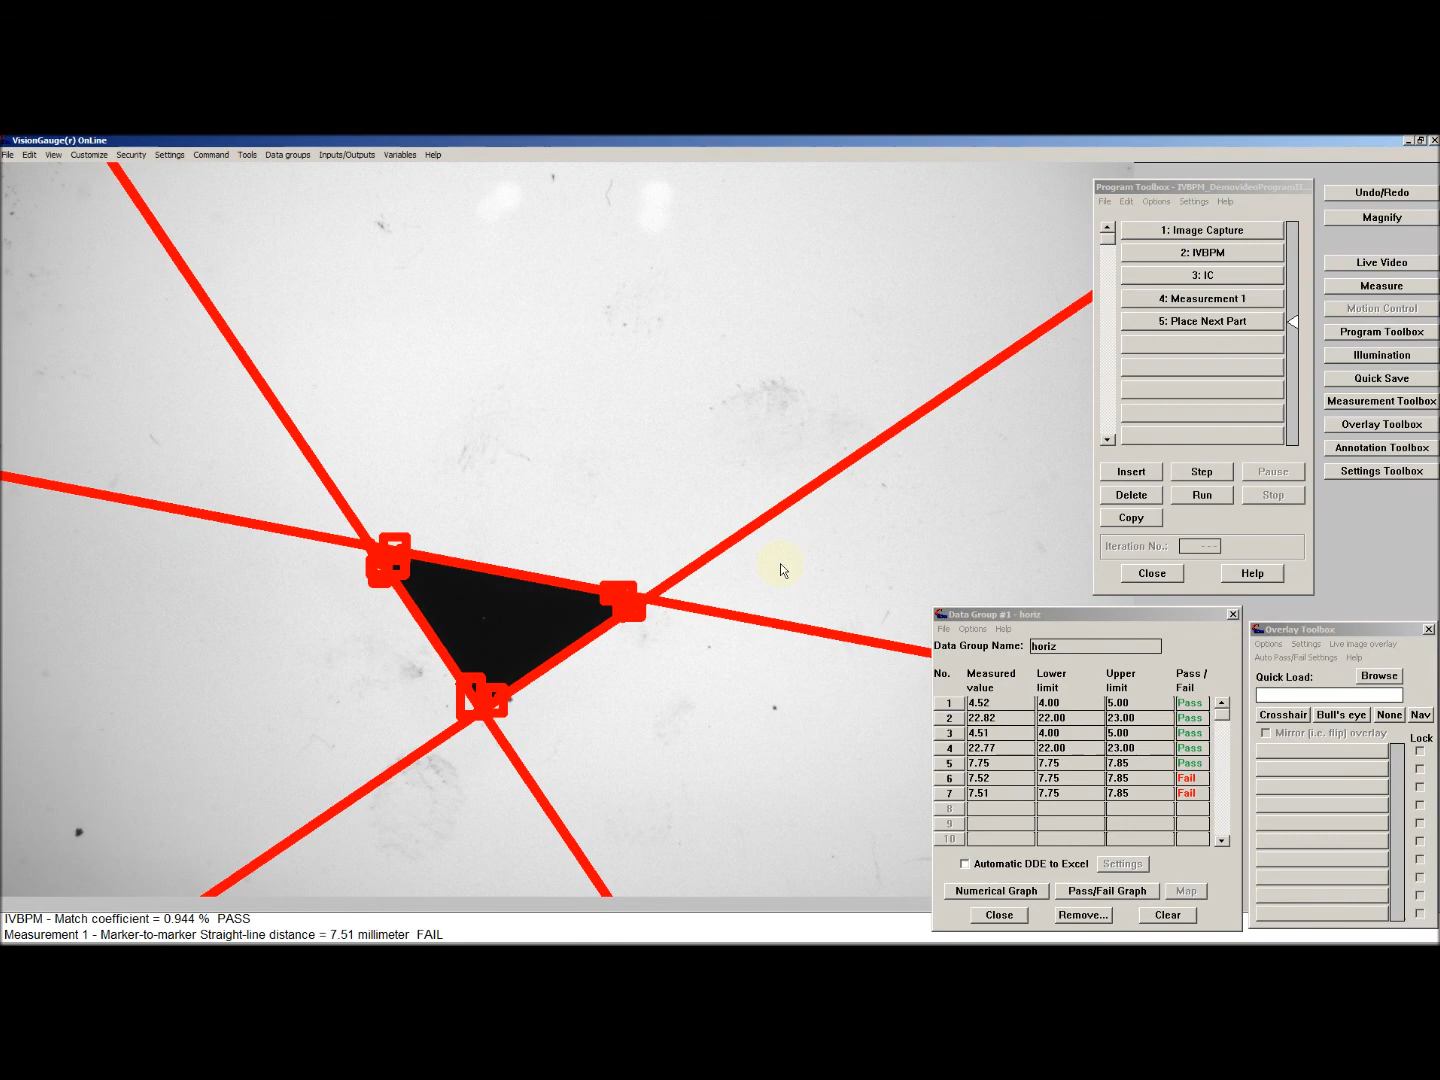 VisionGauge(r) OnLine
File Edit View Customize Security Settings Command Tools Data groups Inputs/Outputs Variables Help
Program Toolbox - IVBPM_DemovideoProgramII...
File Edit Options Settings Help
1: Image Capture
2: IVBPM
3: IC
4: Measurement 1
5: Place Next Part
Insert Step Pause
Delete Run Stop
Copy
Iteration No.: ---
Close Help
Undo/Redo
Magnify
Live Video
Measure
Motion Control
Program Toolbox
Illumination
Quick Save
Measurement Toolbox
Overlay Toolbox
Annotation Toolbox
Settings Toolbox
Data Group #1 - horiz
File Options Help
Data Group Name: horiz
No. Measured value Lower limit Upper limit Pass / Fail
1 4.52 4.00 5.00 Pass
2 22.82 22.00 23.00 Pass
3 4.51 4.00 5.00 Pass
4 22.77 22.00 23.00 Pass
5 7.75 7.75 7.85 Pass
6 7.52 7.75 7.85 Fail
7 7.51 7.75 7.85 Fail
8
9
10
Automatic DDE to Excel Settings
Numerical Graph Pass/Fail Graph Map
Close Remove... Clear
Overlay Toolbox
Options Settings Live image overlay
Auto Pass/Fail Settings Help
Quick Load: Browse
Crosshair Bull's eye None Nav
Mirror (i.e. flip) overlay
Lock
IVBPM - Match coefficient = 0.944 % PASS
Measurement 1 - Marker-to-marker Straight-line distance = 7.51 millimeter FAIL